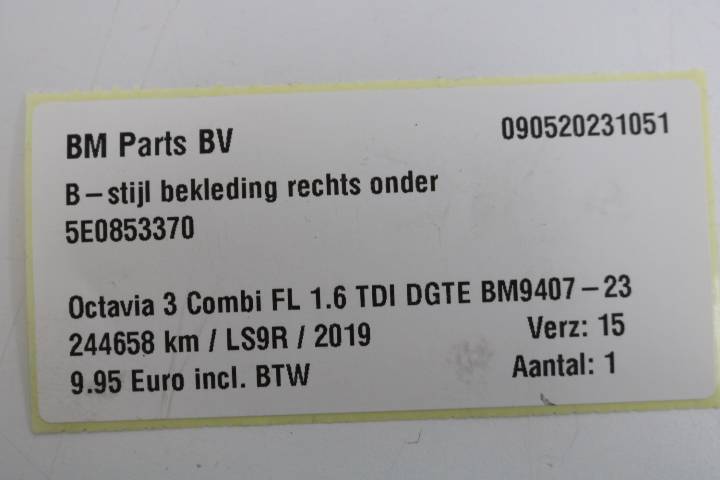 BM Parts BV 090520231051
B-stijl bekleding rechts onder
5E0853370
Octavia 3 Combi FL 1.6 TDI DGTE BM9407-23
244658 km / LS9R / 2019 Verz: 15
9.95 Euro incl. BTW Aantal: 1